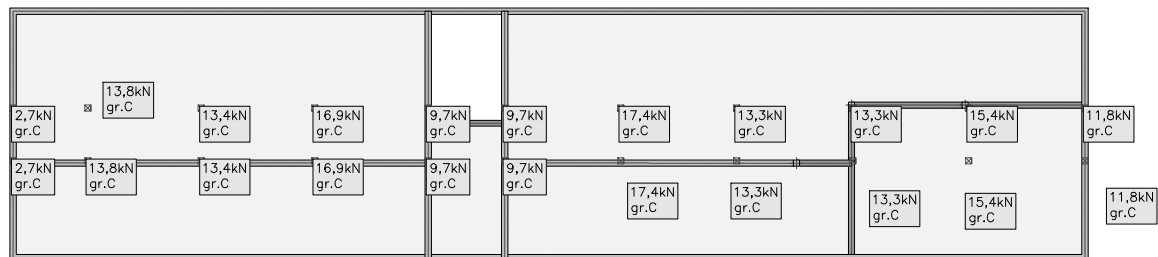 13,8kN
gr.C
2,7kN
gr.C
13,4kN
gr.C
16,9kN
gr.C
9,7kN
gr.C
9,7kN
gr.C
17,4kN
gr.C
13,3kN
gr.C
13,3kN
gr.C
15,4kN
gr.C
11,8kN
gr.C
2,7kN
gr.C
13,8kN
gr.C
13,4kN
gr.C
16,9kN
gr.C
9,7kN
gr.C
9,7kN
gr.C
17,4kN
gr.C
13,3kN
gr.C
13,3kN
gr.C
15,4kN
gr.C
11,8kN
gr.C